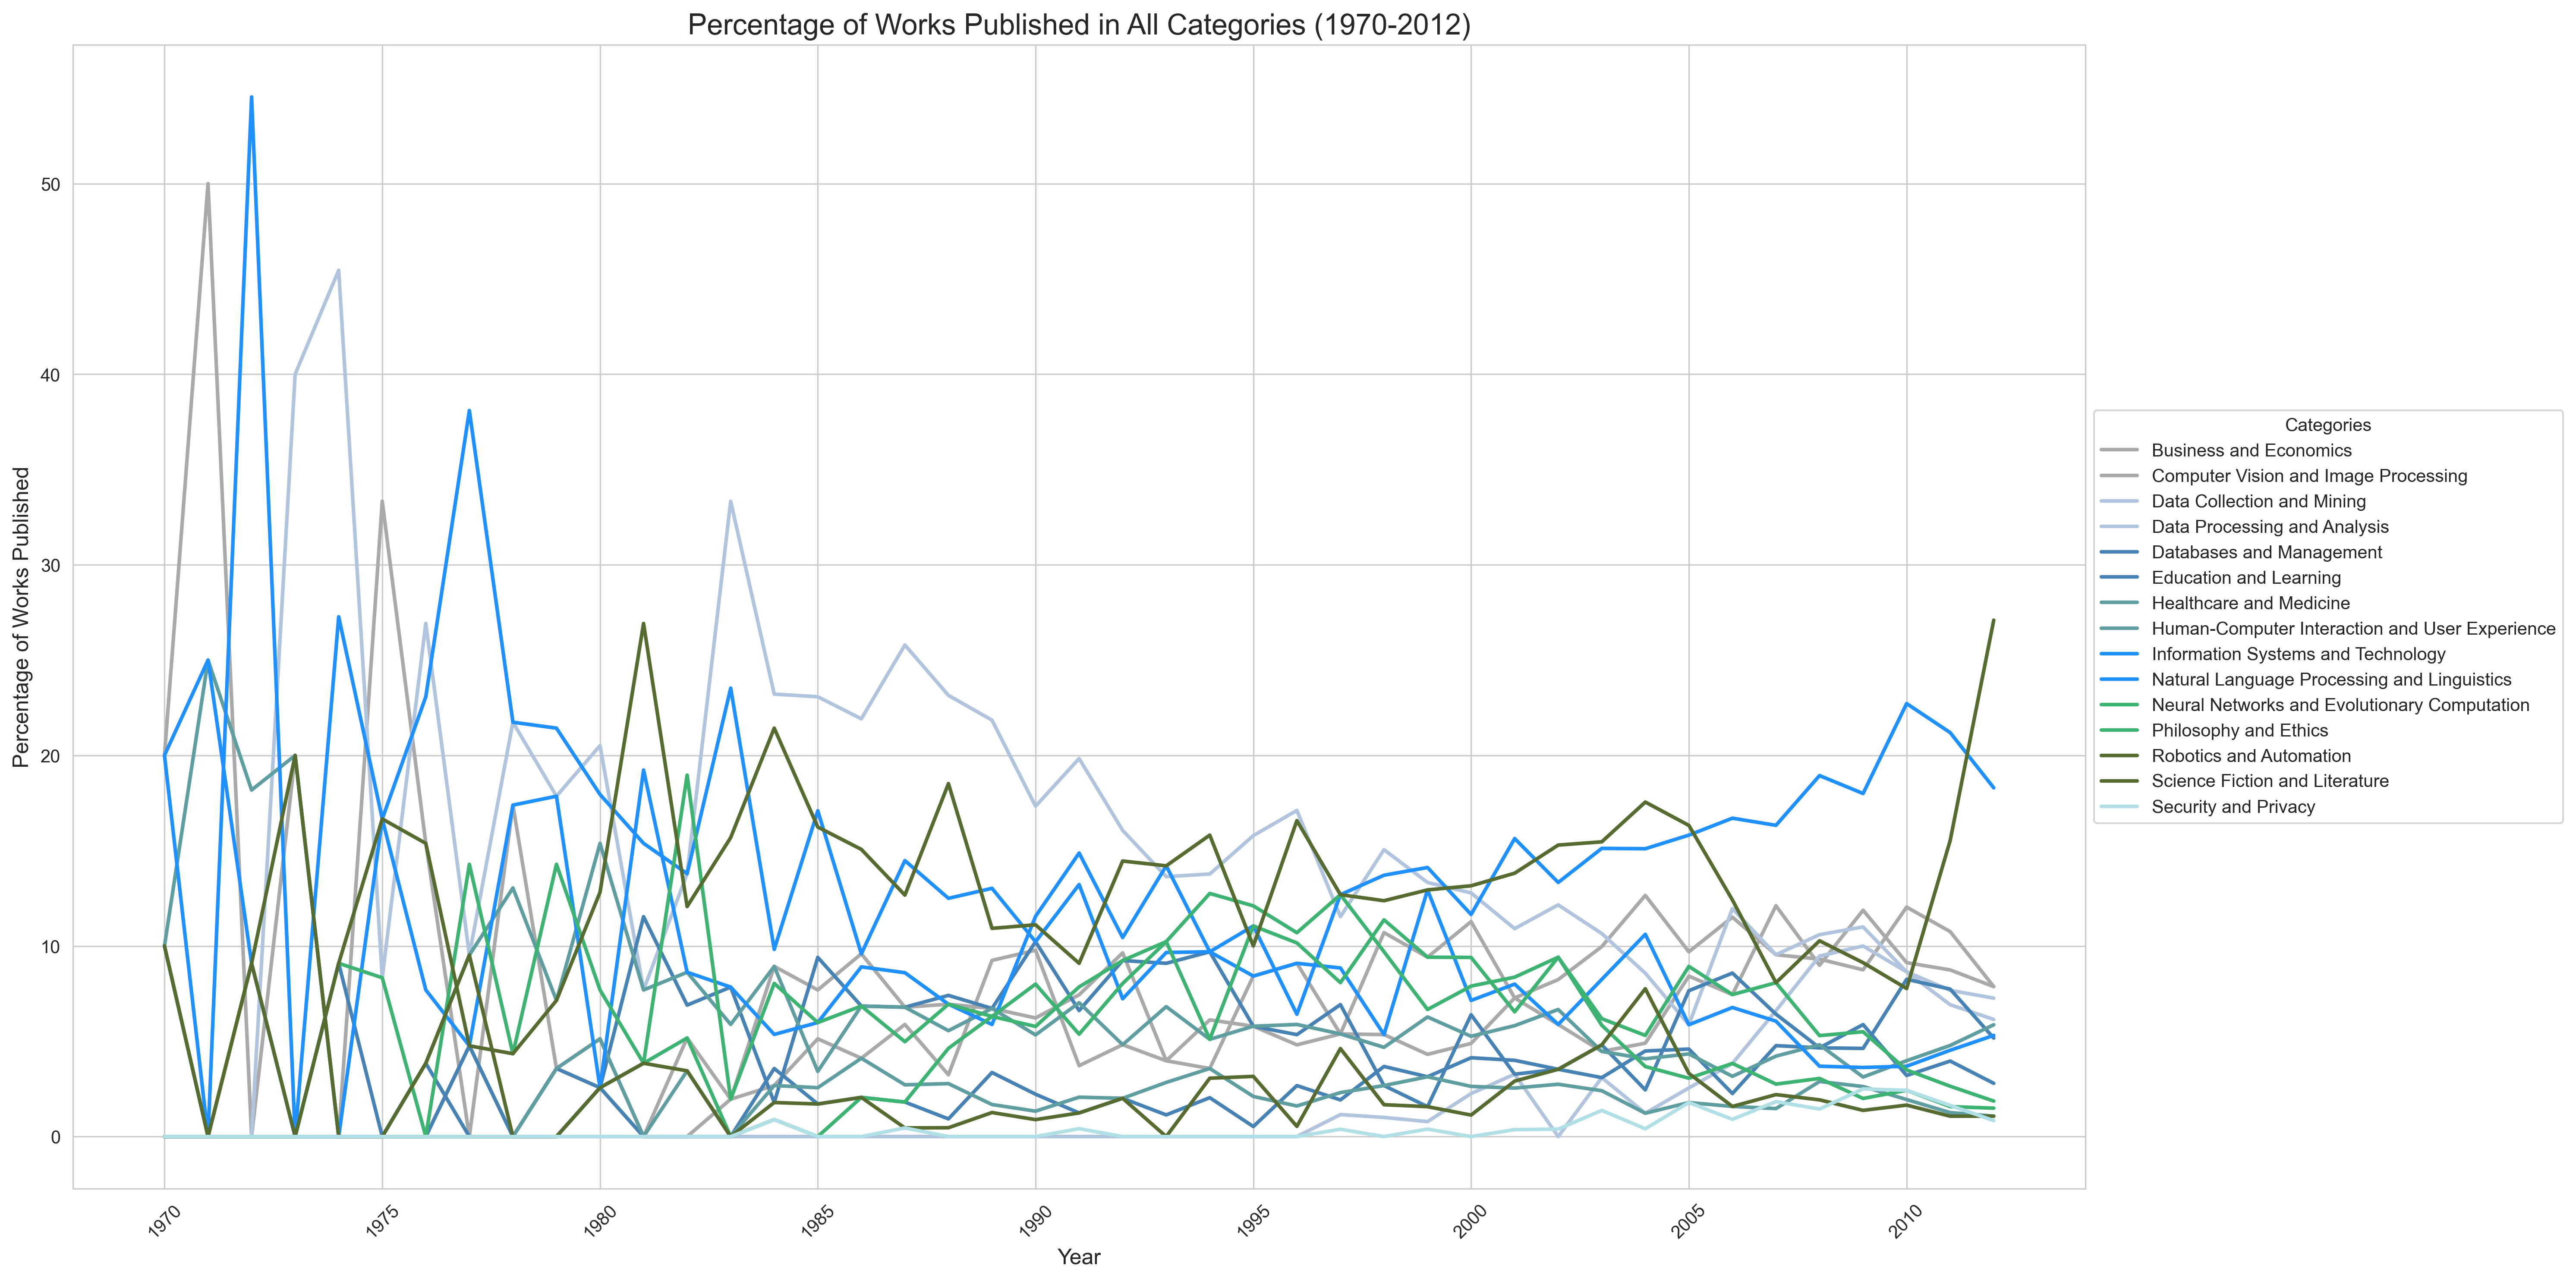 Percentage of Works Published in All Categories (1970-2012)
Percentage of Works Published
50
40
30
20
10
0
1970
1975
1980
1985
1990
1995
2000
2005
2010
Year
Categories
Business and Economics
Computer Vision and Image Processing
Data Collection and Mining
Data Processing and Analysis
Databases and Management
Education and Learning
Healthcare and Medicine
Human-Computer Interaction and User Experience
Information Systems and Technology
Natural Language Processing and Linguistics
Neural Networks and Evolutionary Computation
Philosophy and Ethics
Robotics and Automation
Science Fiction and Literature
Security and Privacy